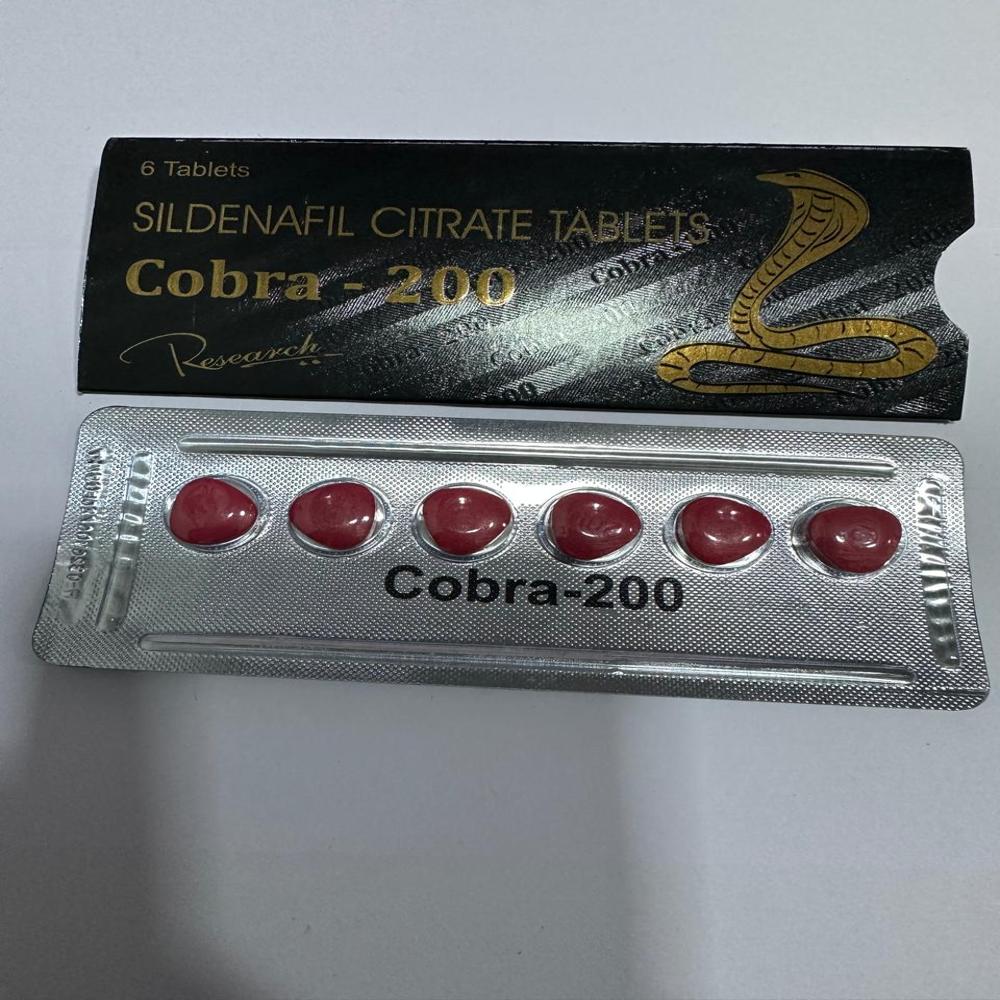 6 Tablets
SILDENAFIL CITRATE TABLETS
Cobra - 200
Research
Cobra-200